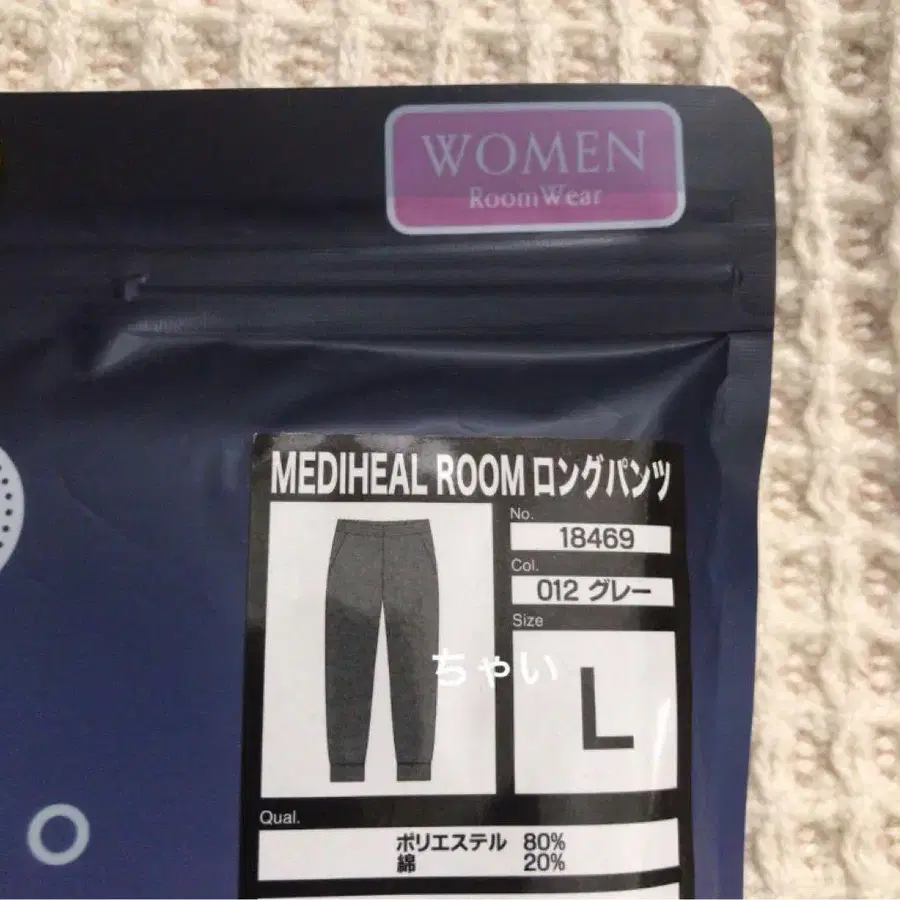 WOMEN
RoomWear
MEDIHEAL ROOM ロングパンツ
No.
18469
Col.
012 グレー
Size
L
ちゃい
Qual.
ポリエステル 80%
綿 20%